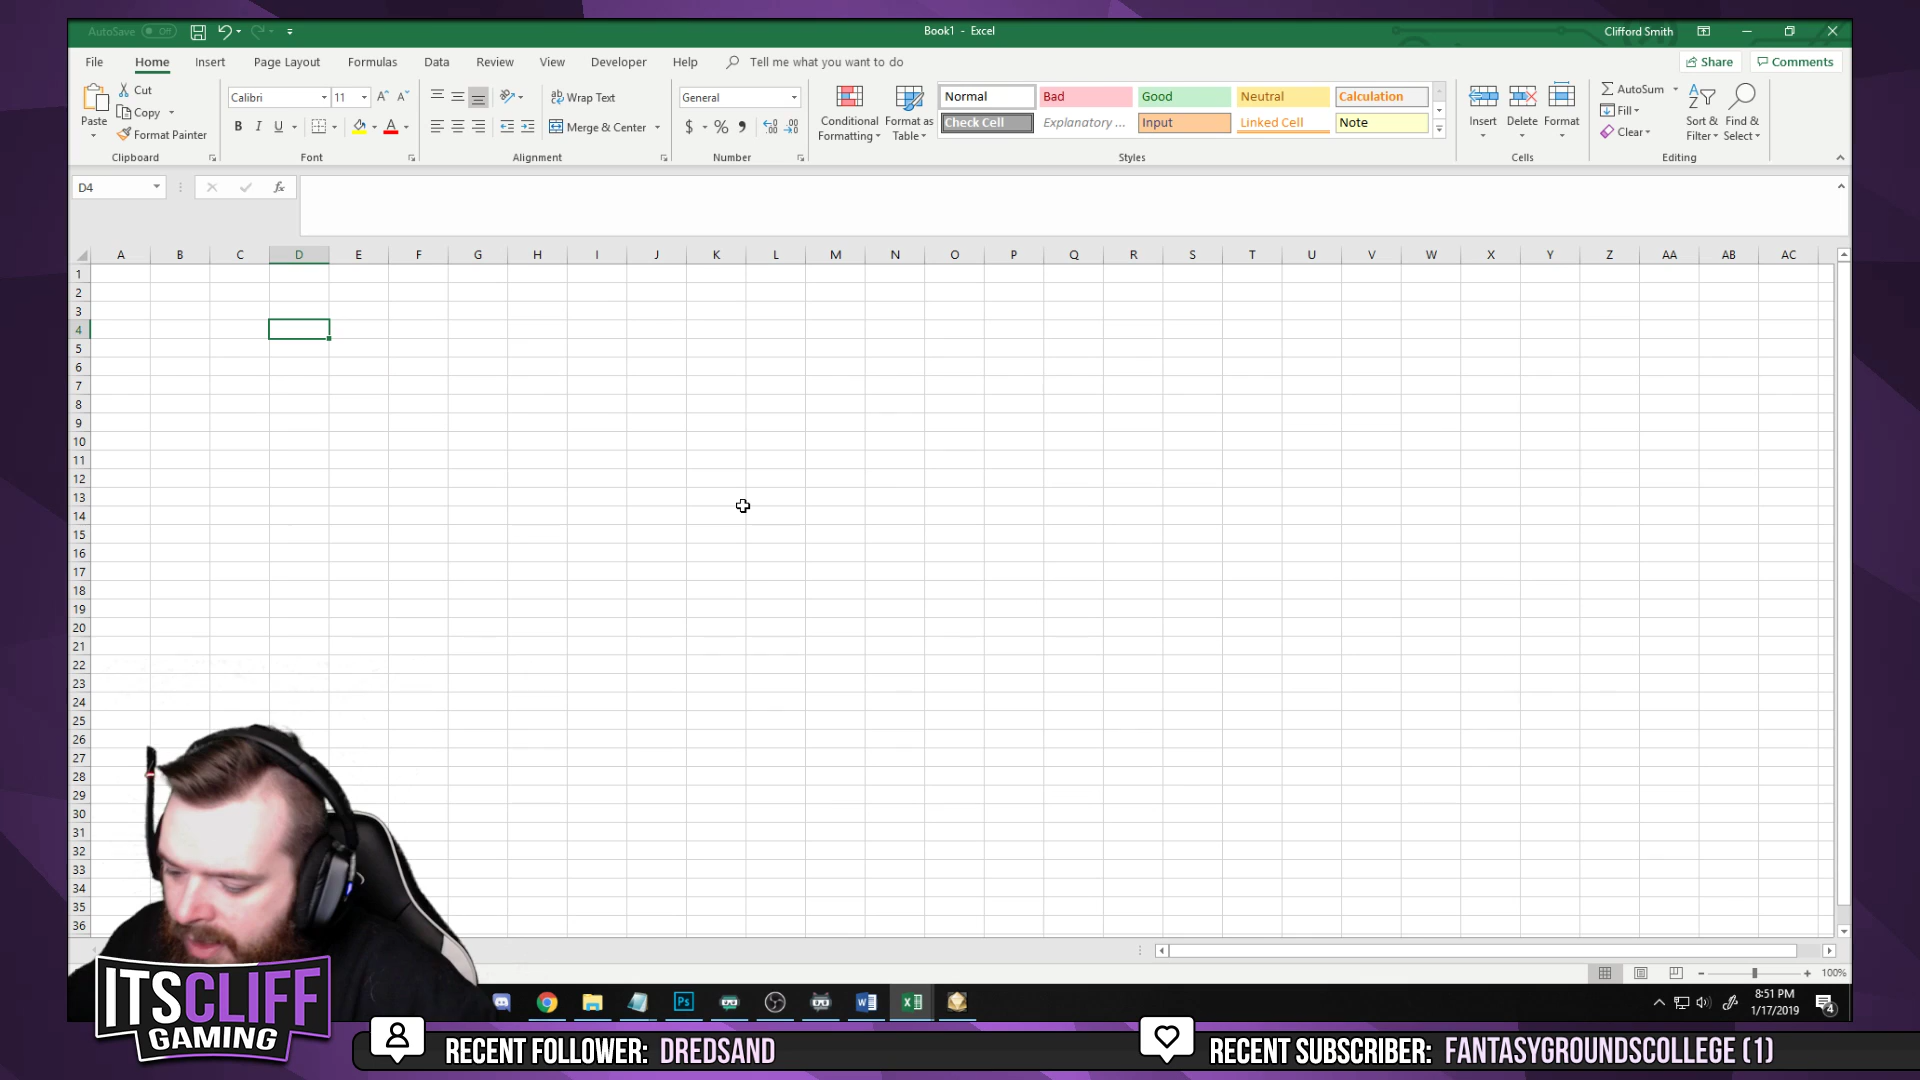 AutoSave Off
Book1 - Excel
Clifford Smith
File Home Insert Page Layout Formulas Data Review View Developer Help Tell me what you want to do
Share Comments
Paste
Cut
Copy
Format Painter
Clipboard
Calibri 11
B I U
Font
Wrap Text
Merge & Center
Alignment
General
$ % ,
Number
Conditional Formatting
Format as Table
Normal Bad Good Neutral Calculation
Check Cell Explanatory ... Input Linked Cell Note
Styles
Insert Delete Format
Cells
AutoSum
Fill
Clear
Sort & Filter
Find & Select
Editing
D4
fx
A B C D E F G H I J K L M N O P Q R S T U V W X Y Z AA AB AC
1
2
3
4
5
6
7
8
9
10
11
12
13
14
15
16
17
18
19
20
21
22
23
24
25
26
27
28
29
30
31
32
33
34
35
36
100%
Ps
8:51 PM
1/17/2019
4
ITSCLIFF
GAMING
RECENT FOLLOWER: DREDSAND
RECENT SUBSCRIBER: FANTASYGROUNDSCOLLEGE (1)